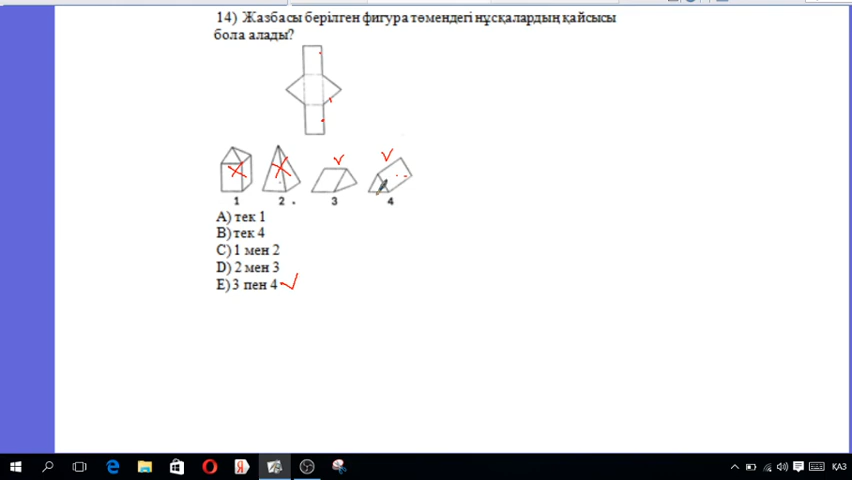 14) Жазбасы берілген фигура төмендегі нұсқалардың қайсысы
бола алады?
1 2 . 3 4
A) тек 1
B) тек 4
C) 1 мен 2
D) 2 мен 3
E) 3 пен 4
ҚАЗ